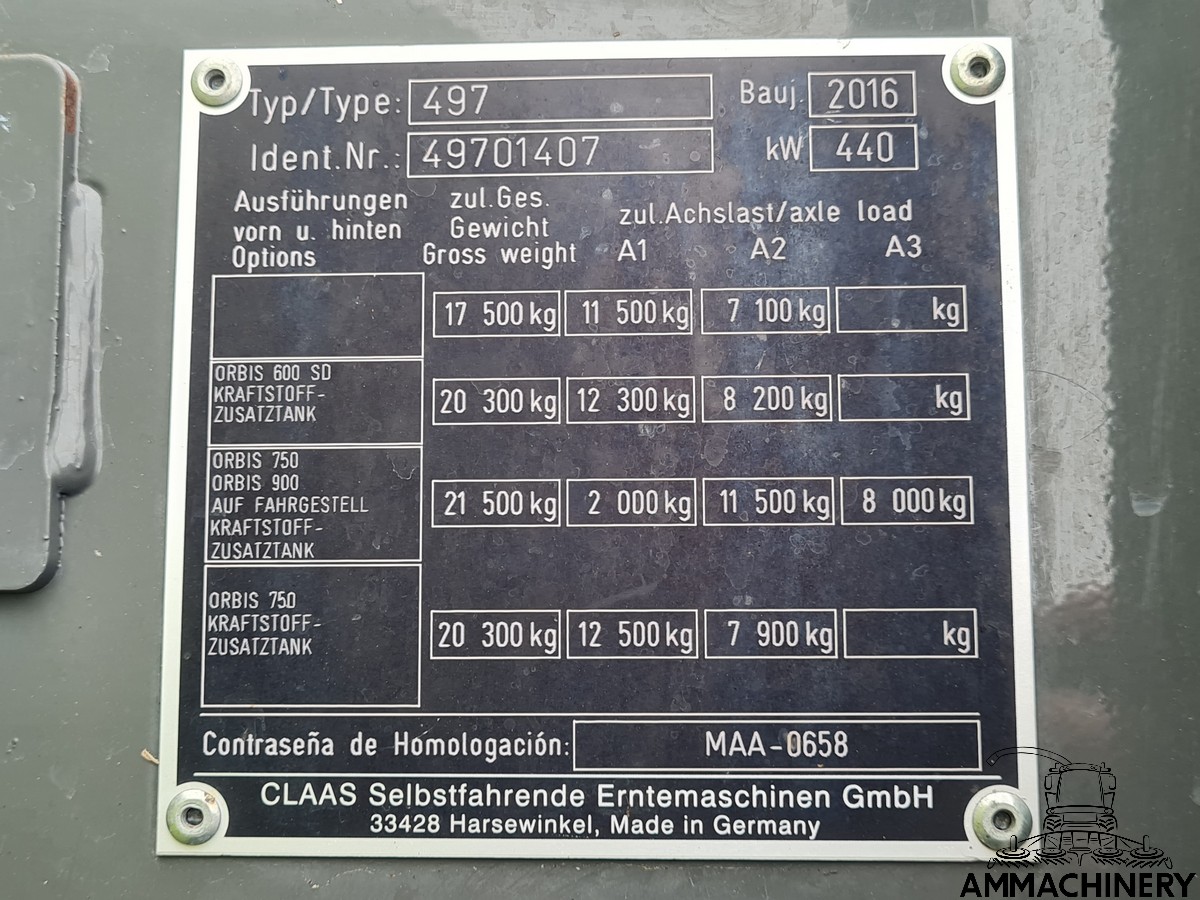 Typ/Type: 497 Bauj. 2016
Ident.Nr.: 49701407 kW 440
Ausführungen
vorn u. hinten
Options
zul.Ges.
Gewicht
Gross weight
zul.Achslast/axle load
A1 A2 A3
17 500 kg 11 500 kg 7 100 kg kg
ORBIS 600 SD
KRAFTSTOFF-
ZUSATZTANK
20 300 kg 12 300 kg 8 200 kg kg
ORBIS 750
ORBIS 900
AUF FAHRGESTELL
KRAFTSTOFF-
ZUSATZTANK
21 500 kg 2 000 kg 11 500 kg 8 000 kg
ORBIS 750
KRAFTSTOFF-
ZUSATZTANK
20 300 kg 12 500 kg 7 900 kg kg
Contraseña de Homologación: MAA-0658
CLAAS Selbstfahrende Erntemaschinen GmbH
33428 Harsewinkel, Made in Germany
AMMACHINERY